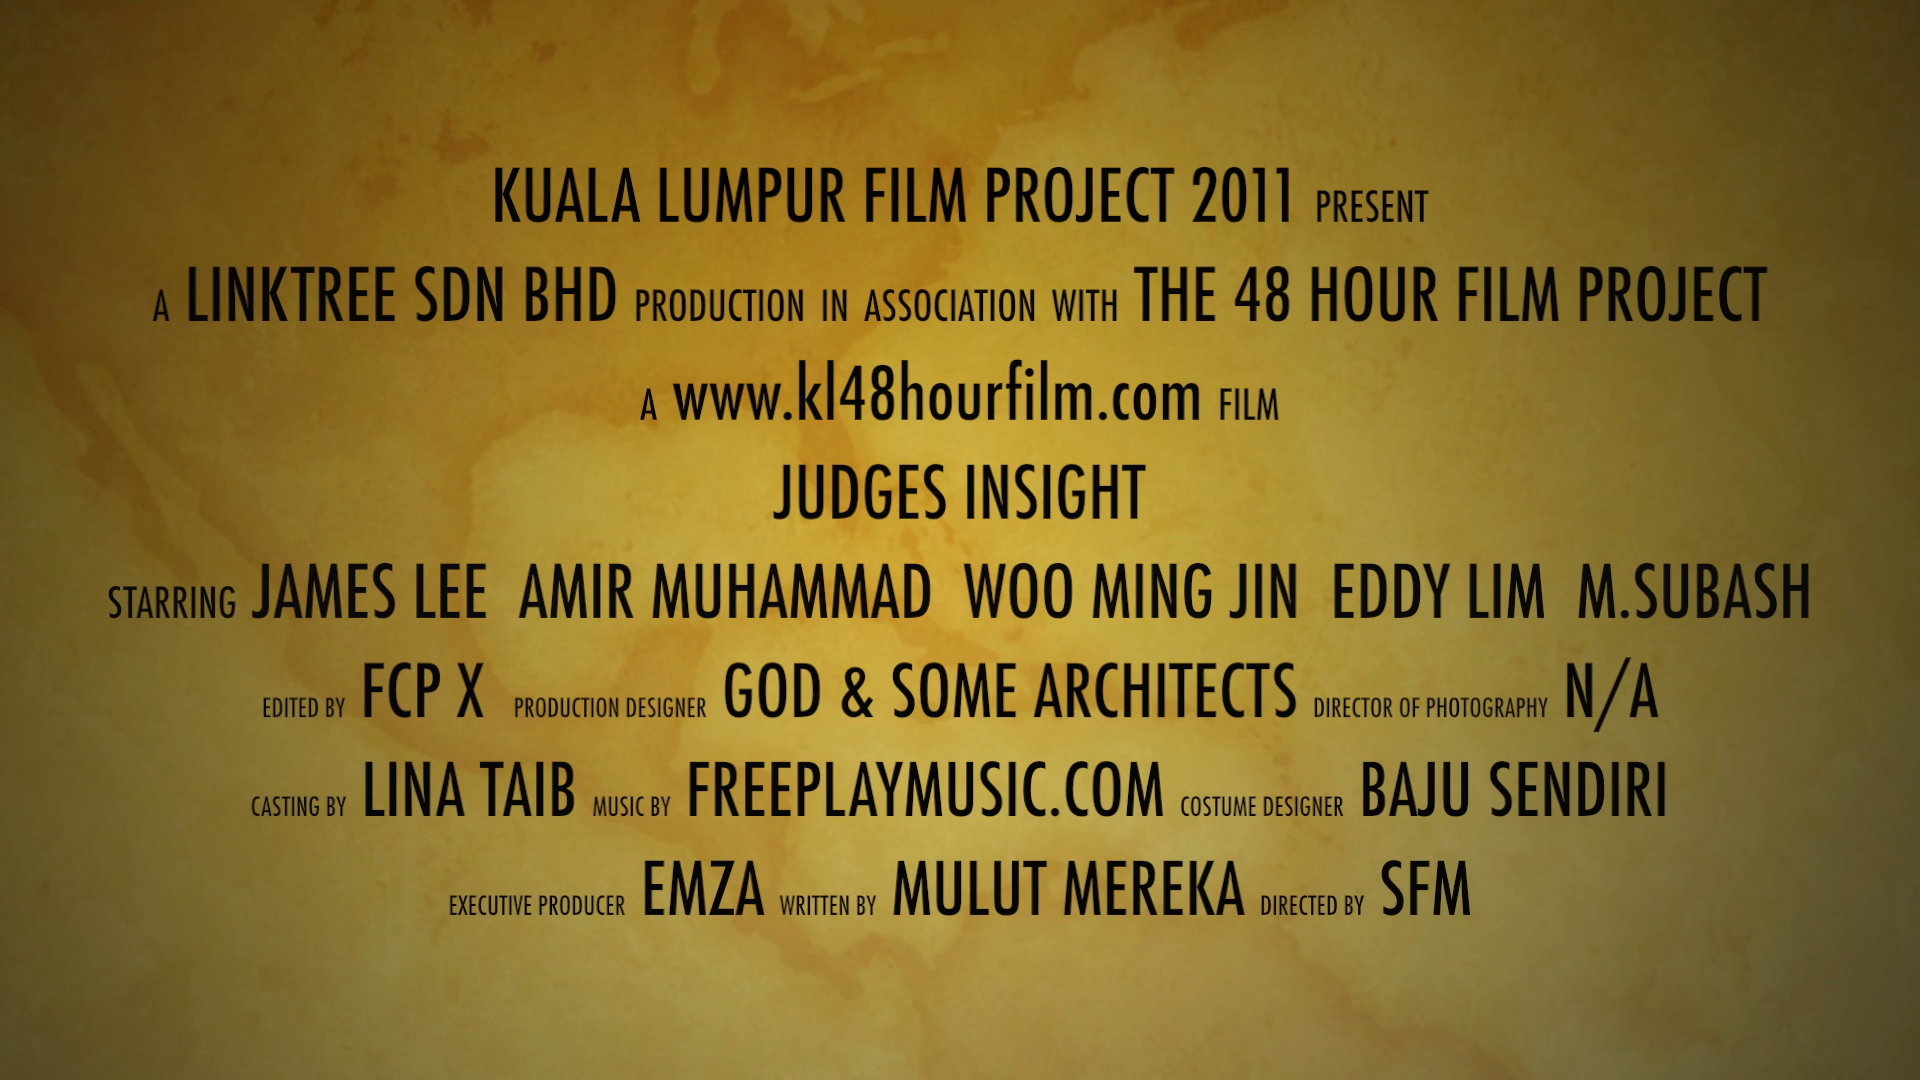 KUALA LUMPUR FILM PROJECT 2011 PRESENT
A LINKTREE SDN BHD PRODUCTION IN ASSOCIATION WITH THE 48 HOUR FILM PROJECT
A www.kl48hourfilm.com FILM
JUDGES INSIGHT
STARRING JAMES LEE AMIR MUHAMMAD WOO MING JIN EDDY LIM M.SUBASH
EDITED BY FCP X PRODUCTION DESIGNER GOD & SOME ARCHITECTS DIRECTOR OF PHOTOGRAPHY N/A
CASTING BY LINA TAIB MUSIC BY FREEPLAYMUSIC.COM COSTUME DESIGNER BAJU SENDIRI
EXECUTIVE PRODUCER EMZA WRITTEN BY MULUT MEREKA DIRECTED BY SFM